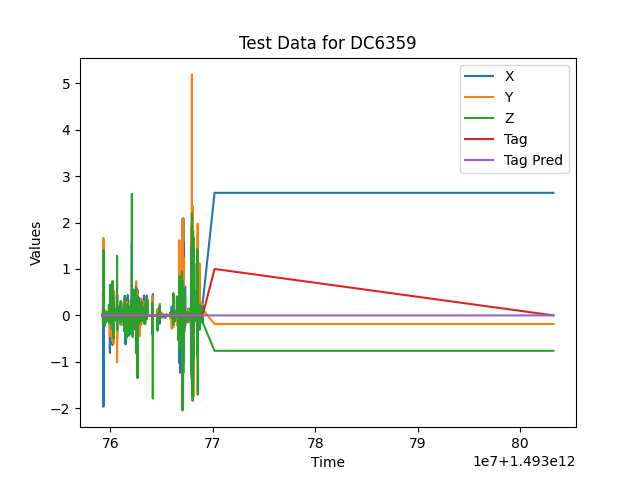 Test Data for DC6359
X
Y
Z
Tag
Tag Pred
Values
5
4
3
2
1
0
−1
−2
76 77 78 79 80
Time
1e7+1.493e12